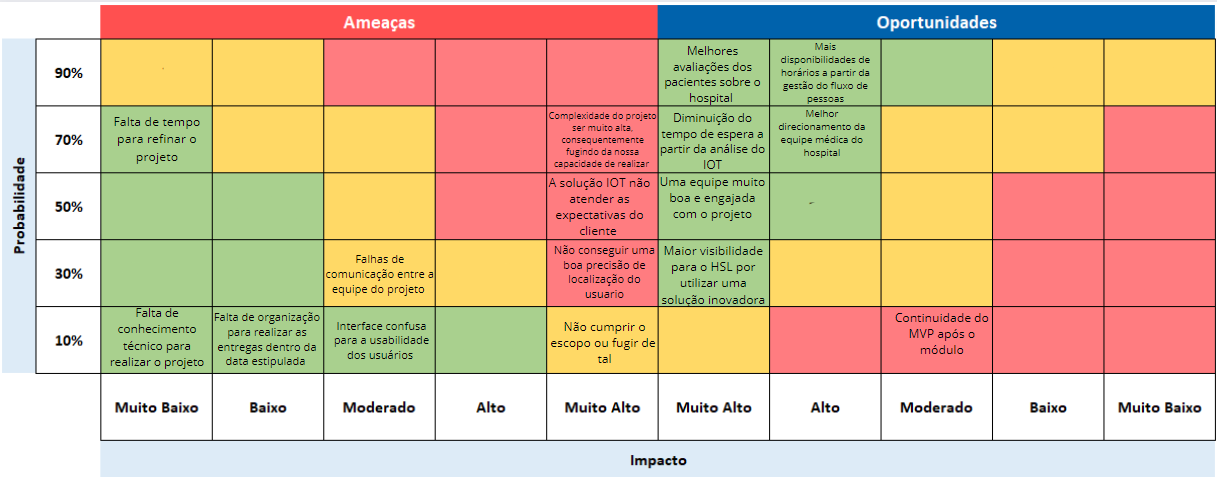 Ameaças
Oportunidades
Probabilidade
90%
Melhores
avaliações dos
pacientes sobre o
hospital
Mais
disponibilidades de
horários a partir da
gestão do fluxo de
pessoas
70%
Falta de tempo
para refinar o
projeto
Complexidade do projeto
ser muito alta,
consequentemente
fugindo da nossa
capacidade de realizar
Diminuição do
tempo de espera a
partir da análise do
IOT
Melhor
direcionamento da
equipe médica do
hospital
50%
A solução IOT não
atender as
expectativas do
cliente
Uma equipe muito
boa e engajada
com o projeto
30%
Falhas de
comunicação entre a
equipe do projeto
Não conseguir uma
boa precisão de
localização do
usuario
Maior visibilidade
para o HSL por
utilizar uma
solução inovadora
10%
Falta de
conhecimento
técnico para
realizar o projeto
Falta de organização
para realizar as
entregas dentro da
data estipulada
Interface confusa
para a usabilidade
dos usuários
Não cumprir o
escopo ou fugir de
tal
Continuidade do
MVP após o
módulo
Muito Baixo
Baixo
Moderado
Alto
Muito Alto
Muito Alto
Alto
Moderado
Baixo
Muito Baixo
Impacto